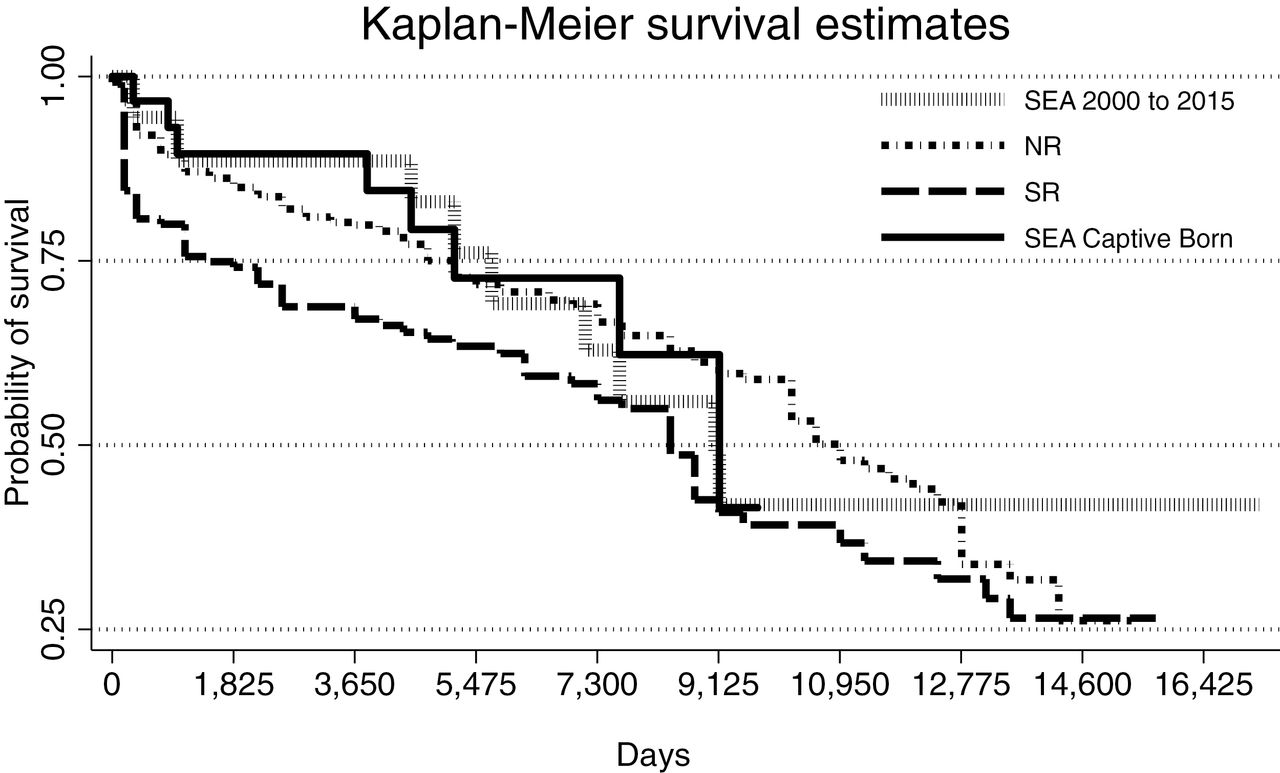 Kaplan-Meier survival estimates
Probability of survival
1.00
0.75
0.50
0.25
SEA 2000 to 2015
NR
SR
SEA Captive Born
0 1,825 3,650 5,475 7,300 9,125 10,950 12,775 14,600 16,425
Days